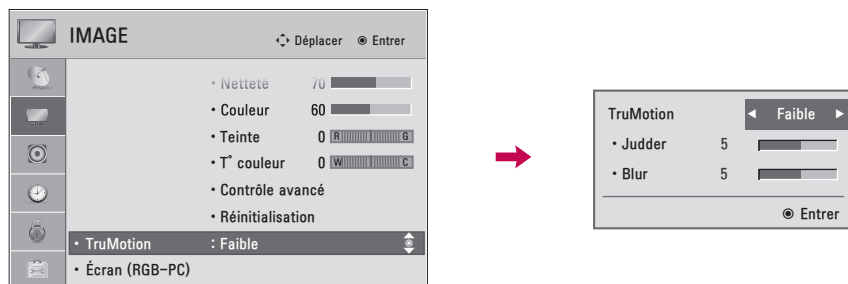 IMAGE
Déplacer Entrer
• Netteté 70
• Couleur 60
• Teinte 0 R G
• T° couleur 0 W C
• Contrôle avancé
• Réinitialisation
• TruMotion : Faible
• Écran (RGB-PC)
TruMotion ◄ Faible ►
• Judder 5
• Blur 5
Entrer